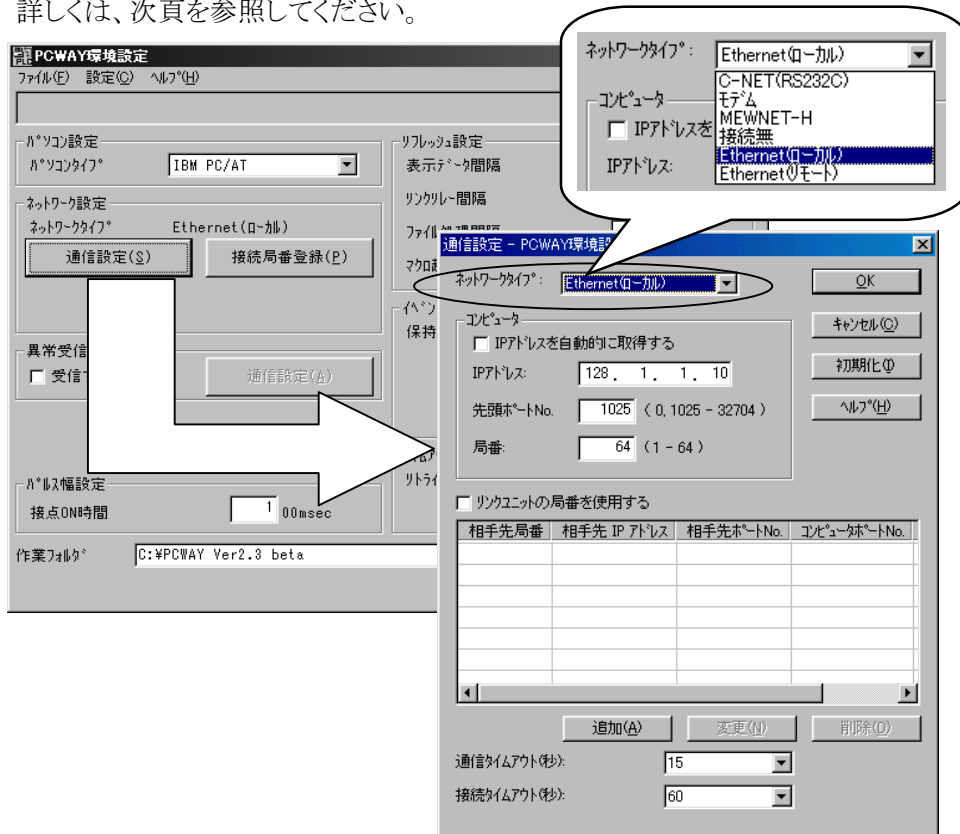 詳しくは、次頁を参照してください。
PCWAY環境設定
ファイル(F) 設定(C) ヘルプ(H)
パソコン設定
パソコンタイプ
IBM PC/AT
ネットワーク設定
ネットワークタイプ Ethernet(ローカル)
通信設定(S)
接続局番登録(P)
異常受信
受信
通信設定(A)
パルス幅設定
接点ON時間
1 00msec
作業フォルダ
C:¥PCWAY Ver2.3 beta
リフレッシュ設定
表示データ間隔
リンクリレー間隔
ファイル処理間隔
マクロ
イベン
保持
リトライ
ネットワークタイプ:
Ethernet(ローカル)
C-NET(RS232C)
モデム
MEWNET-H
接続無
Ethernet(ローカル)
Ethernet(リモート)
コンピュータ
IPアドレスを
IPアドレス:
通信設定 - PCWAY環境設
ネットワークタイプ:
Ethernet(ローカル)
OK
キャンセル(C)
初期化(I)
ヘルプ(H)
コンピュータ
IPアドレスを自動的に取得する
IPアドレス: 128. 1. 1. 10
先頭ポートNo. 1025 (0,1025 - 32704)
局番: 64 (1 - 64)
リンクユニットの局番を使用する
相手先局番 相手先 IP アドレス 相手先ポートNo. コンピュータポートNo.
追加(A)
変更(N)
削除(D)
通信タイムアウト(秒): 15
接続タイムアウト(秒): 60